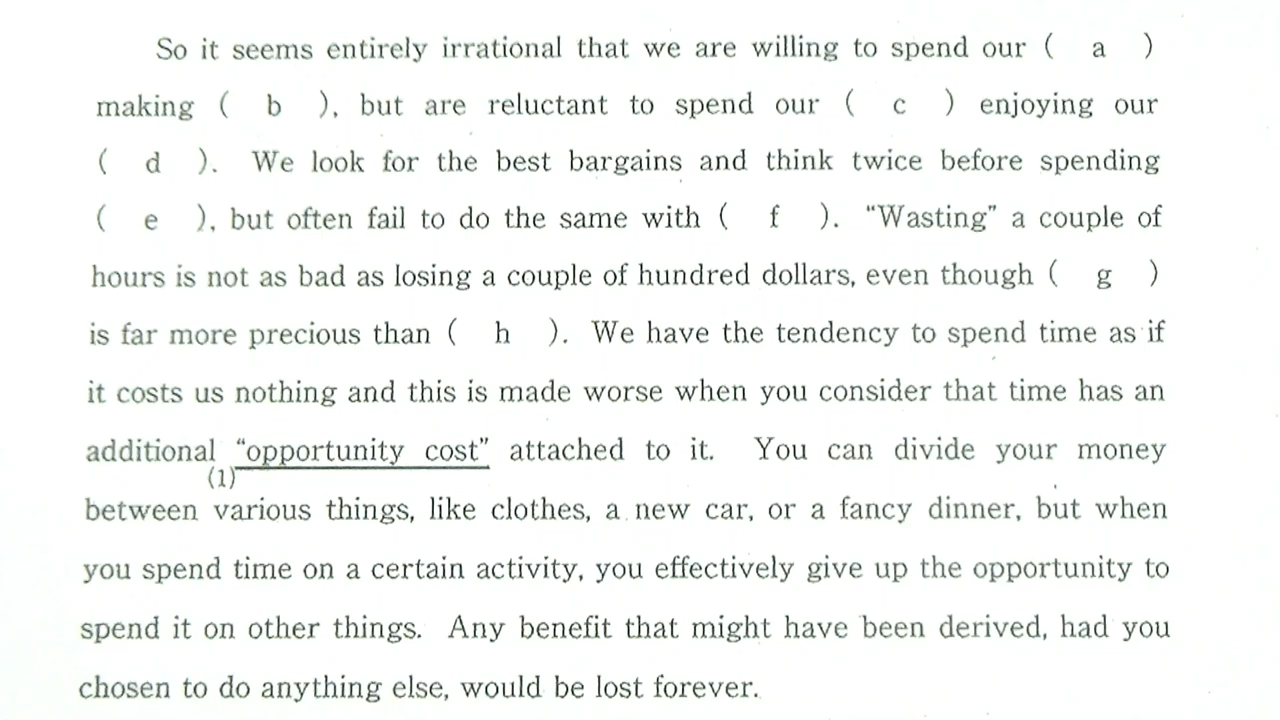 So it seems entirely irrational that we are willing to spend our ( a )
making ( b ), but are reluctant to spend our ( c ) enjoying our
( d ). We look for the best bargains and think twice before spending
( e ), but often fail to do the same with ( f ). “Wasting” a couple of
hours is not as bad as losing a couple of hundred dollars, even though ( g )
is far more precious than ( h ). We have the tendency to spend time as if
it costs us nothing and this is made worse when you consider that time has an
additional “opportunity cost” attached to it. You can divide your money
(1)
between various things, like clothes, a new car, or a fancy dinner, but when
you spend time on a certain activity, you effectively give up the opportunity to
spend it on other things. Any benefit that might have been derived, had you
chosen to do anything else, would be lost forever.